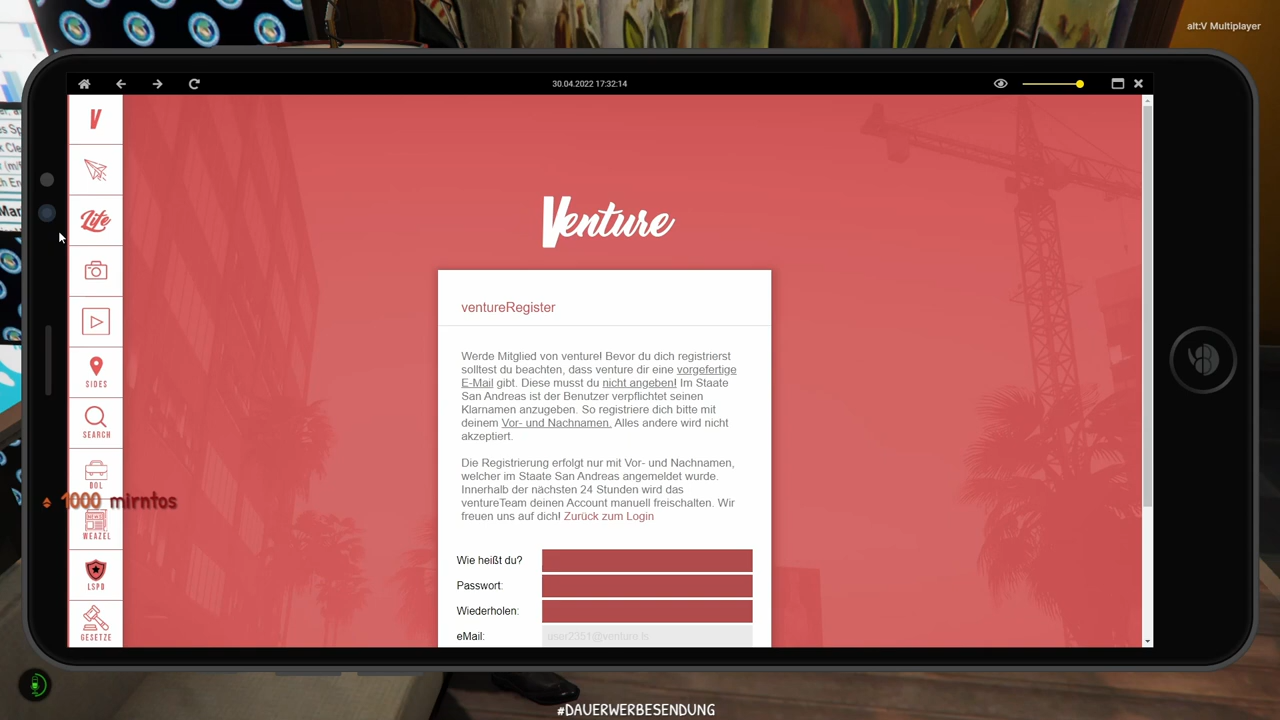 alt:V Multiplayer
30.04.2022 17:32:14
V
Life
SIDES
SEARCH
BOL
1000 mirntos
NEWS
WEAZEL
LSPD
GESETZE
Venture
ventureRegister
Werde Mitglied von venture! Bevor du dich registrierst
solltest du beachten, dass venture dir eine vorgefertige
E-Mail gibt. Diese musst du nicht angeben! Im Staate
San Andreas ist der Benutzer verpflichtet seinen
Klarnamen anzugeben. So registriere dich bitte mit
deinem Vor- und Nachnamen. Alles andere wird nicht
akzeptiert.
Die Registrierung erfolgt nur mit Vor- und Nachnamen,
welcher im Staate San Andreas angemeldet wurde.
Innerhalb der nächsten 24 Stunden wird das
ventureTeam deinen Account manuell freischalten. Wir
freuen uns auf dich! Zurück zum Login
Wie heißt du?
Passwort:
Wiederholen:
eMail: user2351@venture.ls
#DAUERWERBESENDUNG